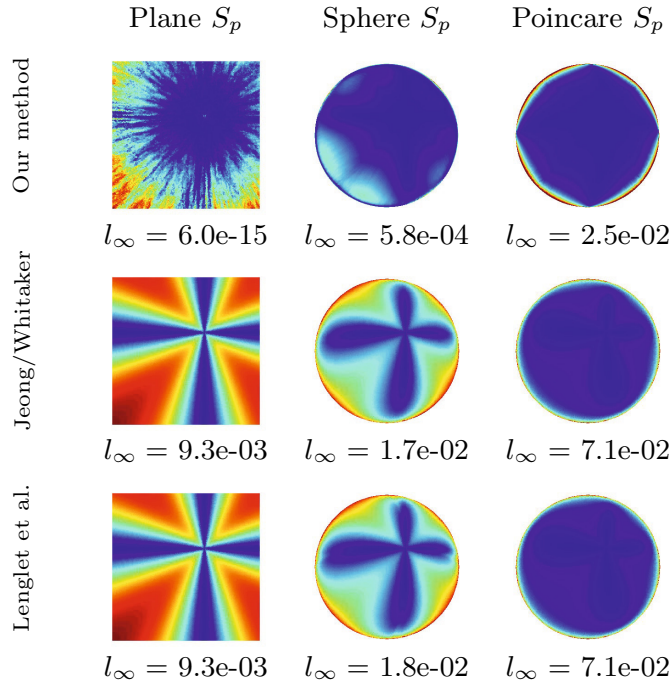 Plane $S_p$ Sphere $S_p$ Poincare $S_p$
Our method
$l_\infty$ = 6.0e-15 $l_\infty$ = 5.8e-04 $l_\infty$ = 2.5e-02
Jeong/Whitaker
$l_\infty$ = 9.3e-03 $l_\infty$ = 1.7e-02 $l_\infty$ = 7.1e-02
Lenglet et al.
$l_\infty$ = 9.3e-03 $l_\infty$ = 1.8e-02 $l_\infty$ = 7.1e-02